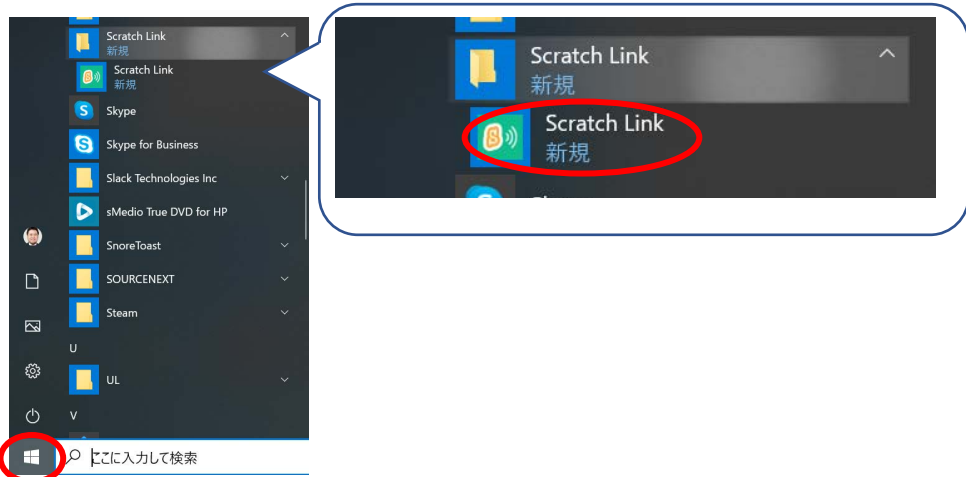 Scratch Link
新規
Scratch Link
新規
Skype
Skype for Business
Slack Technologies Inc
sMedio True DVD for HP
SnoreToast
SOURCENEXT
Steam
U
UL
V
ここに入力して検索
Scratch Link
新規
Scratch Link
新規